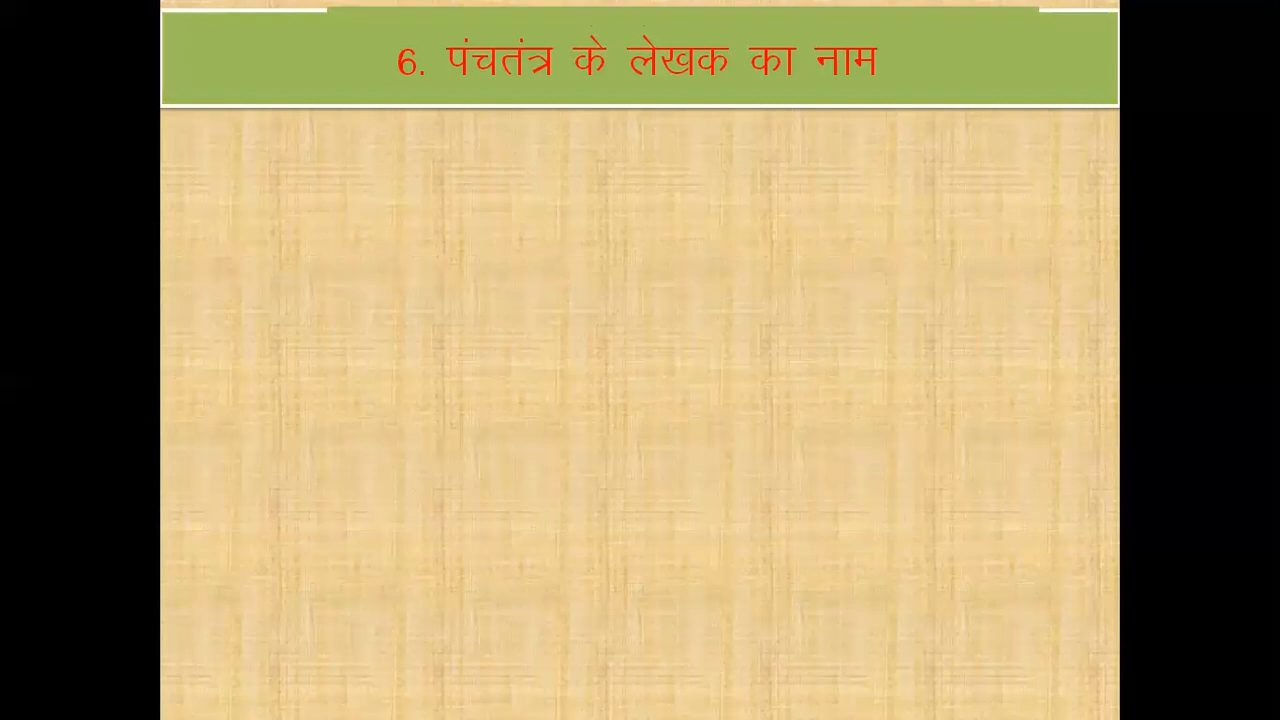 6. पंचतंत्र के लेखक का नाम